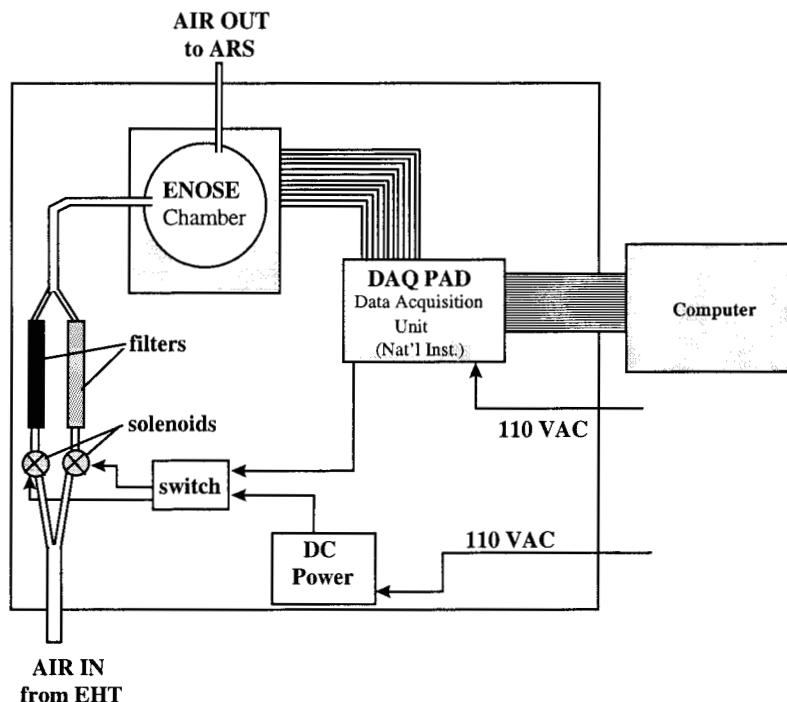 AIR OUT
to ARS
ENOSE
Chamber
DAQ PAD
Data Acquisition
Unit
(Nat'l Inst.)
Computer
filters
solenoids
110 VAC
switch
DC
Power
110 VAC
AIR IN
from EHT